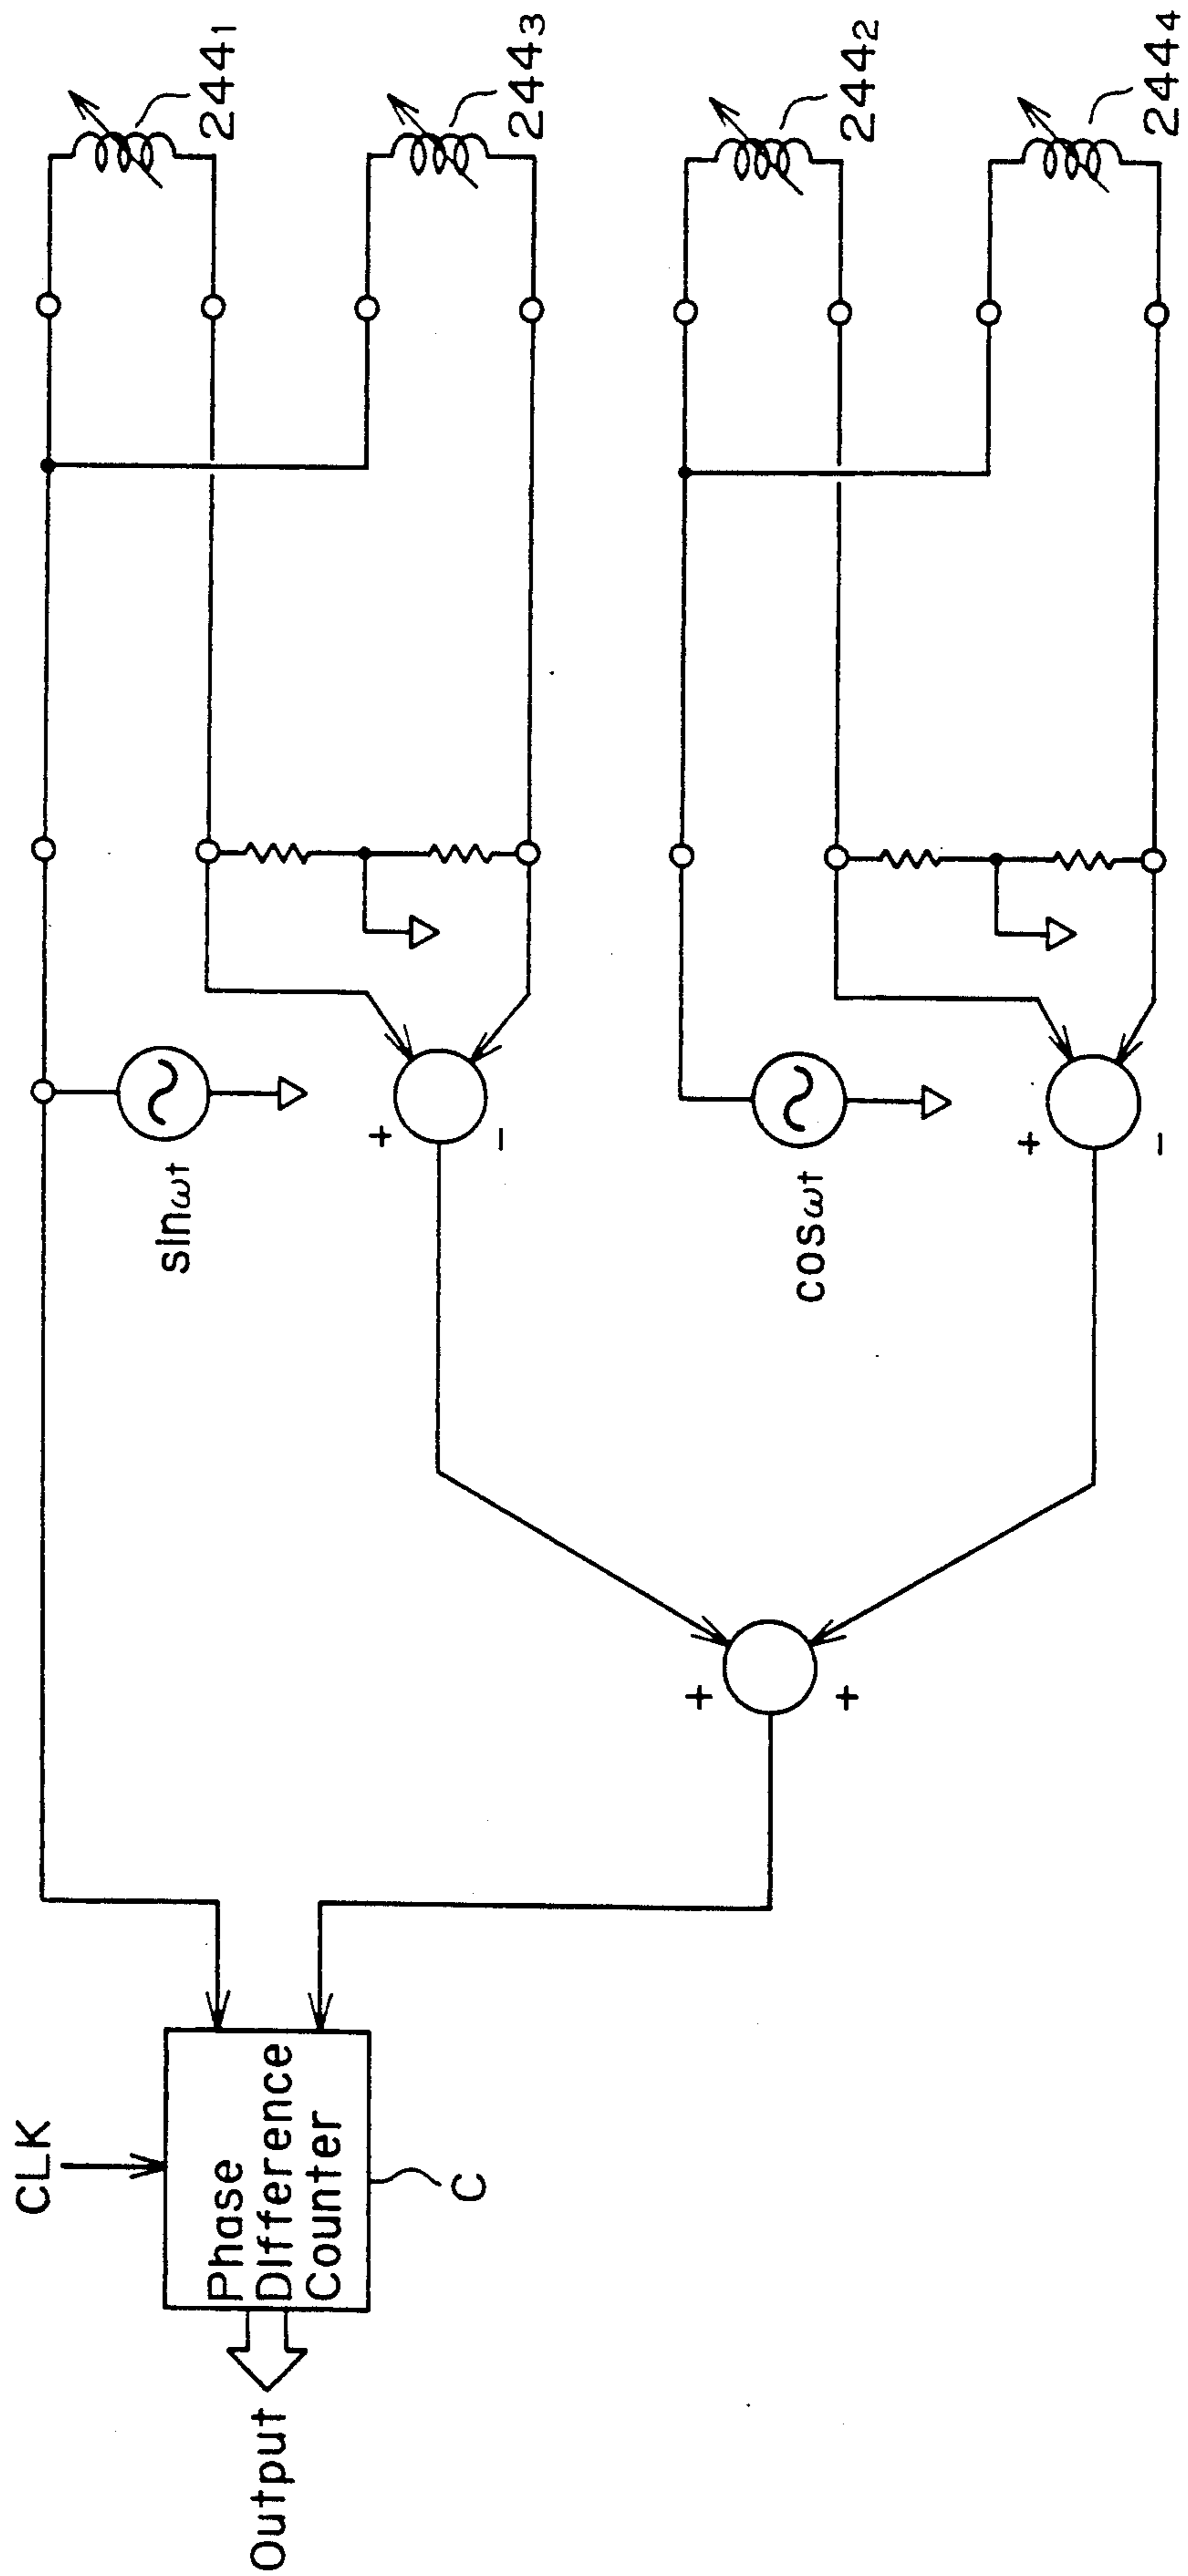 244₁
244₃
244₂
244₄
sinωt
+
−
cosωt
+
−
+
+
CLK
Phase
Difference
Counter
C
Output